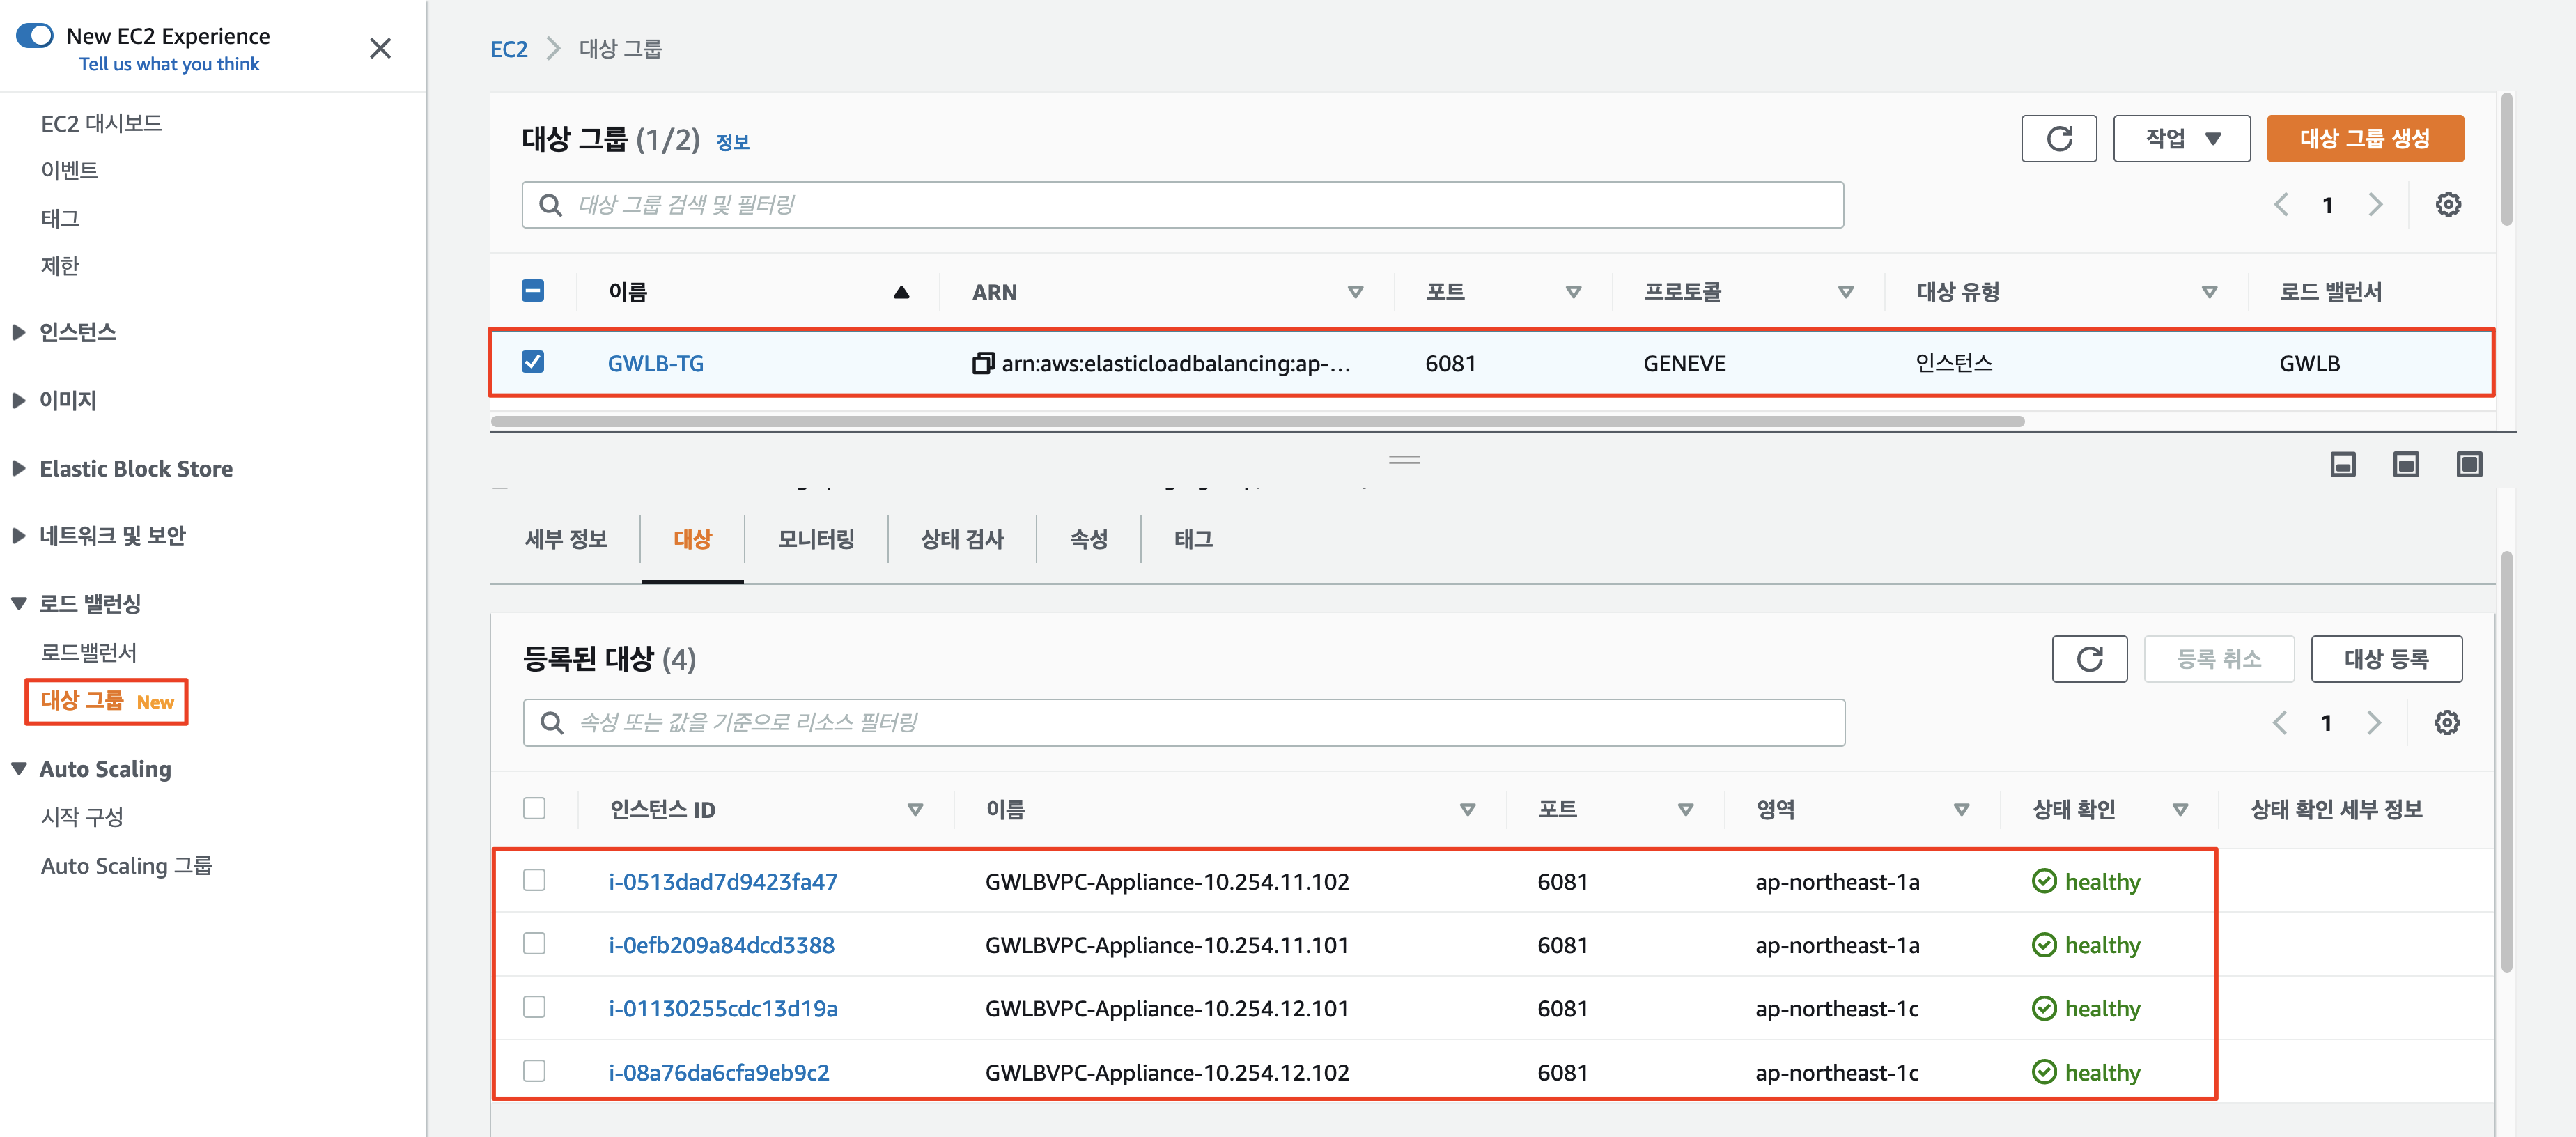 New EC2 Experience
Tell us what you think
EC2 대시보드
이벤트
태그
제한
인스턴스
이미지
Elastic Block Store
네트워크 및 보안
로드 밸런싱
로드밸런서
대상 그룹 New
Auto Scaling
시작 구성
Auto Scaling 그룹
EC2 > 대상 그룹
대상 그룹 (1/2) 정보
작업
대상 그룹 생성
대상 그룹 검색 및 필터링
1
이름 ARN 포트 프로토콜 대상 유형 로드 밸런서
GWLB-TG arn:aws:elasticloadbalancing:ap-... 6081 GENEVE 인스턴스 GWLB
세부 정보 대상 모니터링 상태 검사 속성 태그
등록된 대상 (4)
등록 취소
대상 등록
속성 또는 값을 기준으로 리소스 필터링
1
인스턴스 ID 이름 포트 영역 상태 확인 상태 확인 세부 정보
i-0513dad7d9423fa47 GWLBVPC-Appliance-10.254.11.102 6081 ap-northeast-1a healthy
i-0efb209a84dcd3388 GWLBVPC-Appliance-10.254.11.101 6081 ap-northeast-1a healthy
i-01130255cdc13d19a GWLBVPC-Appliance-10.254.12.101 6081 ap-northeast-1c healthy
i-08a76da6cfa9eb9c2 GWLBVPC-Appliance-10.254.12.102 6081 ap-northeast-1c healthy